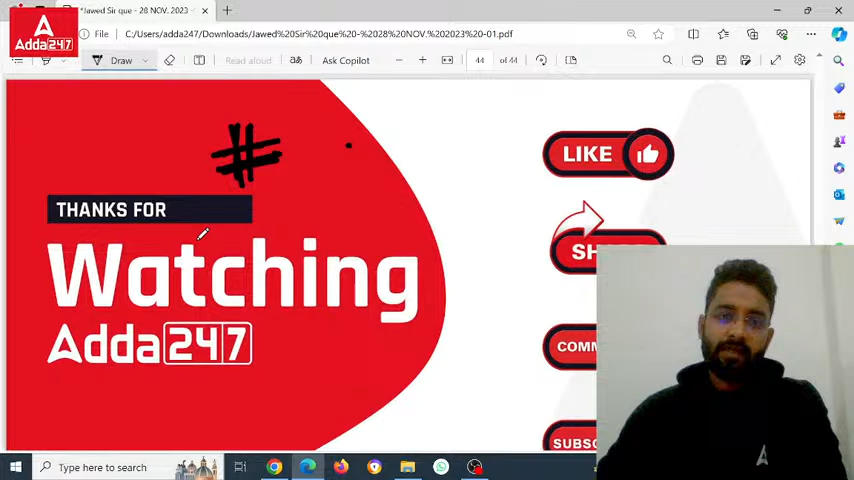 *Jawed Sir que - 28 NOV. 2023 -
Adda247
File
C:/Users/adda247/Downloads/Jawed%20Sir%20que%20-%2028%20NOV.%202023%20-01.pdf
Draw
Read aloud
Ask Copilot
44
of 44
#
LIKE
THANKS FOR
Watching
Adda247
SH
COMM
SUBSC
Type here to search